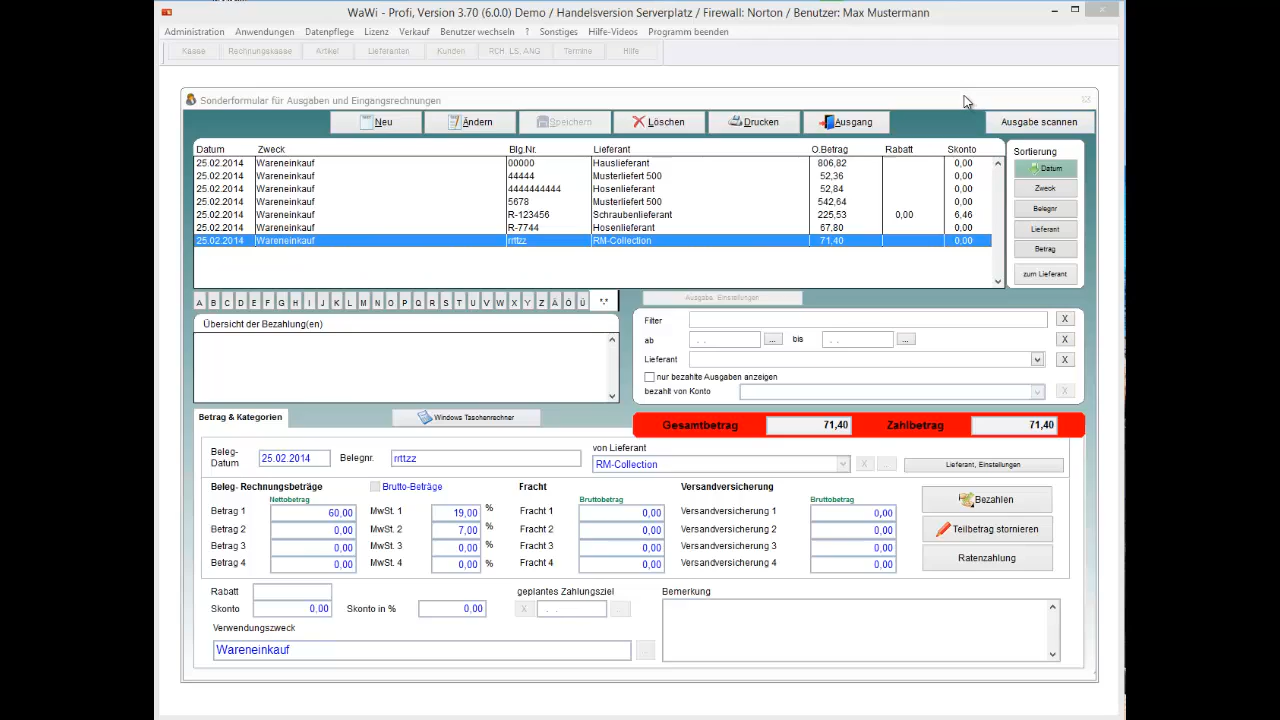 WaWi - Profi, Version 3.70 (6.0.0) Demo / Handelsversion Serverplatz / Firewall: Norton / Benutzer: Max Mustermann
Administration Anwendungen Datenpflege Lizenz Verkauf Benutzer wechseln ? Sonstiges Hilfe-Videos Programm beenden
Kasse Rechnungskasse Artikel Lieferanten Kunden RCH, LS, ANG Termine Hilfe
Sonderformular für Ausgaben und Eingangsrechnungen
Neu Ändern Speichern Löschen Drucken Ausgang Ausgabe scannen
Datum Zweck Blg.Nr. Lieferant O.Betrag Rabatt Skonto Sortierung
25.02.2014 Wareneinkauf 00000 Hauslieferant 806,82 0,00
25.02.2014 Wareneinkauf 44444 Musterliefert 500 52,36 0,00
25.02.2014 Wareneinkauf 4444444444 Hosenlieferant 52,84 0,00
25.02.2014 Wareneinkauf 5678 Musterliefert 500 542,64 0,00
25.02.2014 Wareneinkauf R-123456 Schraubenlieferant 225,53 0,00 6,46
25.02.2014 Wareneinkauf R-7744 Hosenlieferant 67,80 0,00
25.02.2014 Wareneinkauf rrttzz RM-Collection 71,40 0,00
Datum
Zweck
Belegnr
Lieferant
Betrag
zum Lieferant
A B C D E F G H I J K L M N O P Q R S T U V W X Y Z Ä Ö Ü *.*
Ausgabe, Einstellungen
Übersicht der Bezahlung(en)
Filter X
ab . . ... bis . . ... X
Lieferant X
nur bezahlte Ausgaben anzeigen
bezahlt von Konto X
Betrag & Kategorien Windows Taschenrechner
Gesamtbetrag 71,40 Zahlbetrag 71,40
Beleg-
Datum 25.02.2014 Belegnr. rrttzz
von Lieferant
RM-Collection X ... Lieferant, Einstellungen
Beleg- Rechnungsbeträge Brutto-Beträge Fracht Versandversicherung
Nettobetrag Bruttobetrag Bruttobetrag
Betrag 1 60,00 MwSt. 1 19,00 % Fracht 1 0,00 Versandversicherung 1 0,00
Betrag 2 0,00 MwSt. 2 7,00 % Fracht 2 0,00 Versandversicherung 2 0,00
Betrag 3 0,00 MwSt. 3 0,00 % Fracht 3 0,00 Versandversicherung 3 0,00
Betrag 4 0,00 MwSt. 4 0,00 % Fracht 4 0,00 Versandversicherung 4 0,00
Bezahlen
Teilbetrag stornieren
Ratenzahlung
Rabatt
Skonto 0,00 Skonto in % 0,00
geplantes Zahlungsziel
X . . ...
Bemerkung
Verwendungszweck
Wareneinkauf ...